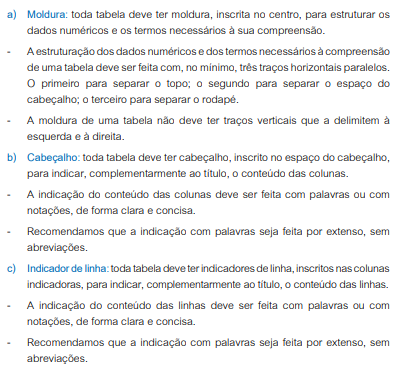 a) Moldura: toda tabela deve ter moldura, inscrita no centro, para estruturar os
dados numéricos e os termos necessários à sua compreensão.
- A estruturação dos dados numéricos e dos termos necessários à compreensão
de uma tabela deve ser feita com, no mínimo, três traços horizontais paralelos.
O primeiro para separar o topo; o segundo para separar o espaço do
cabeçalho; o terceiro para separar o rodapé.
- A moldura de uma tabela não deve ter traços verticais que a delimitem à
esquerda e à direita.
b) Cabeçalho: toda tabela deve ter cabeçalho, inscrito no espaço do cabeçalho,
para indicar, complementarmente ao título, o conteúdo das colunas.
- A indicação do conteúdo das colunas deve ser feita com palavras ou com
notações, de forma clara e concisa.
- Recomendamos que a indicação com palavras seja feita por extenso, sem
abreviações.
c) Indicador de linha: toda tabela deve ter indicadores de linha, inscritos nas colunas
indicadoras, para indicar, complementarmente ao título, o conteúdo das linhas.
- A indicação do conteúdo das linhas deve ser feita com palavras ou com
notações, de forma clara e concisa.
- Recomendamos que a indicação com palavras seja feita por extenso, sem
abreviações.